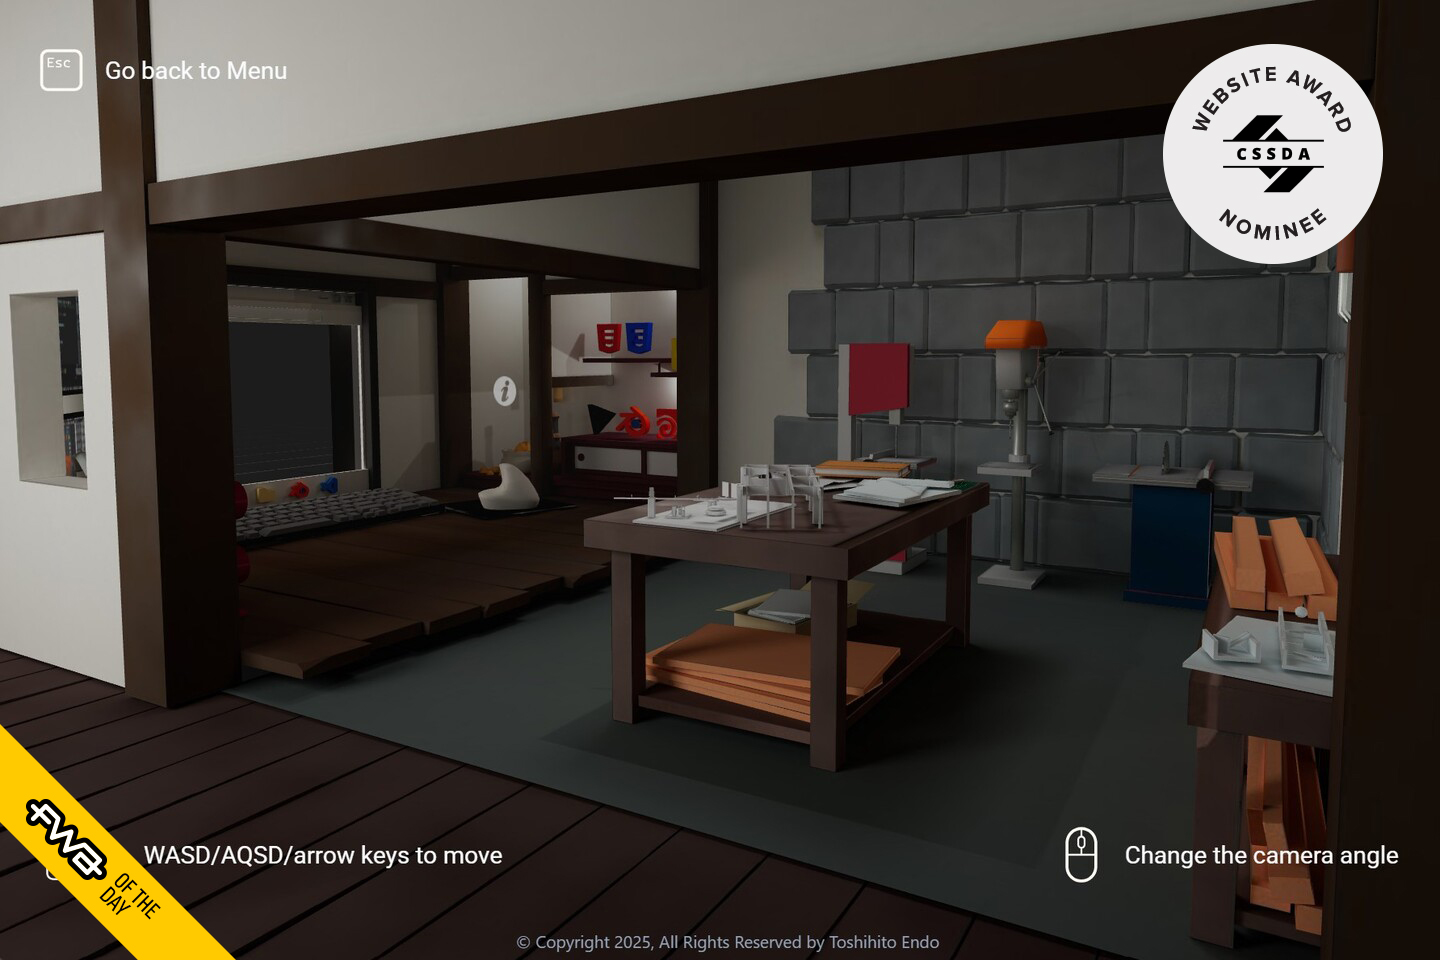 Esc
Go back to Menu
WEBSITE AWARD
CSSDA
NOMINEE
i
WASD/AQSD/arrow keys to move
Change the camera angle
fwa
OF THE
DAY
© Copyright 2025, All Rights Reserved by Toshihito Endo